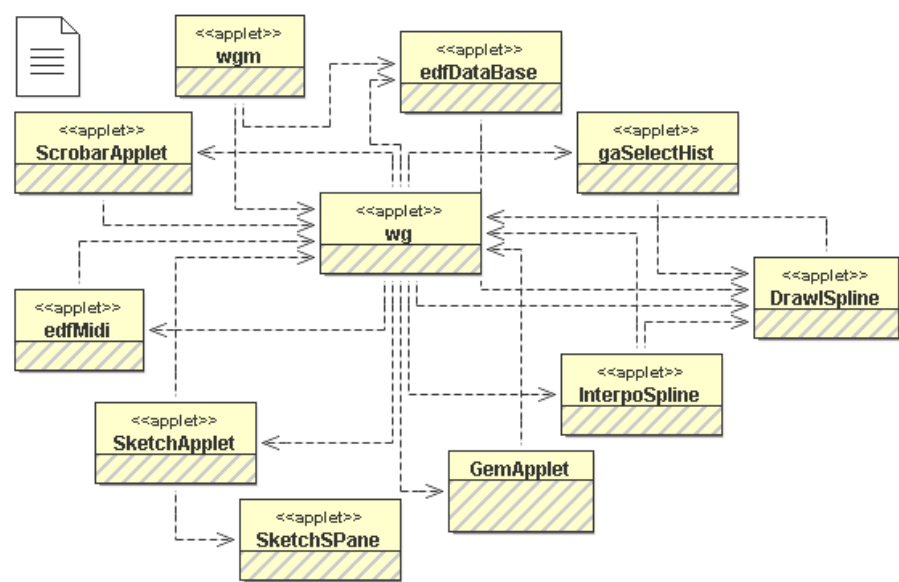 <<applet>>
wgm
<<applet>>
edfDataBase
<<applet>>
ScrobarApplet
<<applet>>
gaSelectHist
<<applet>>
wg
<<applet>>
DrawlSpline
<<applet>>
edfMidi
<<applet>>
InterpoSpline
<<applet>>
SketchApplet
GemApplet
<<applet>>
SketchSPane